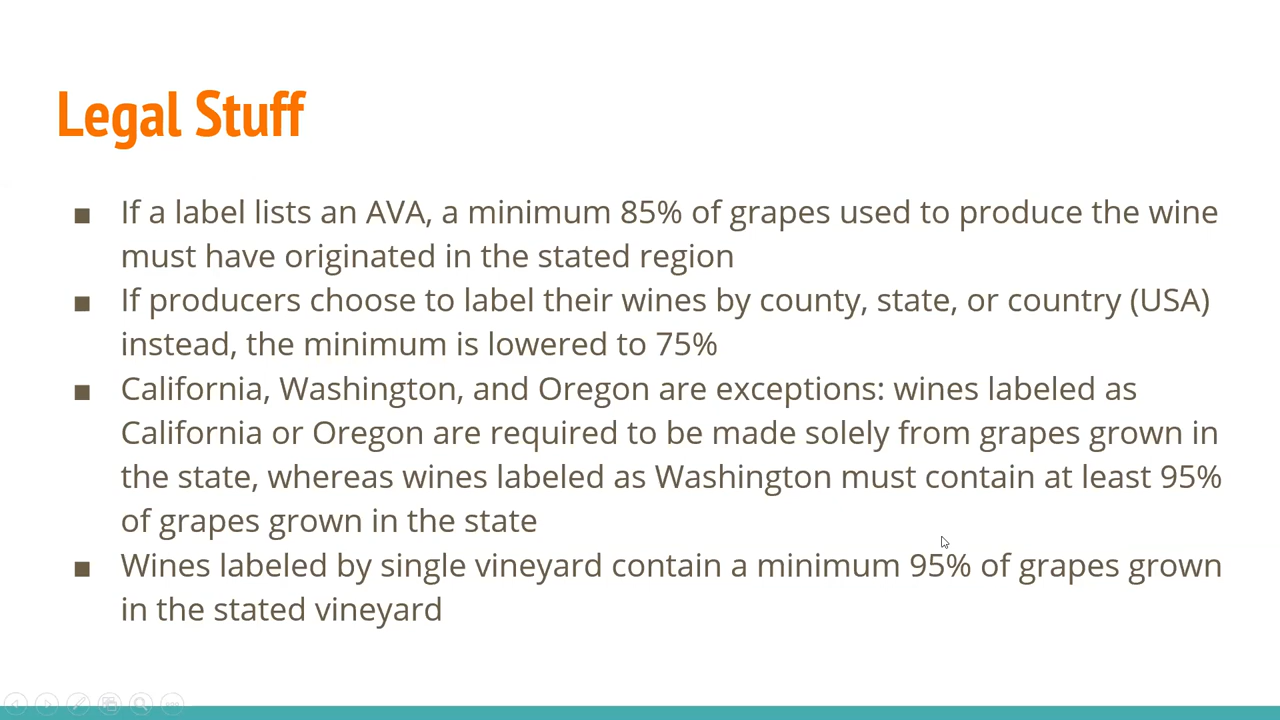 Legal Stuff
■ If a label lists an AVA, a minimum 85% of grapes used to produce the wine
must have originated in the stated region
■ If producers choose to label their wines by county, state, or country (USA)
instead, the minimum is lowered to 75%
■ California, Washington, and Oregon are exceptions: wines labeled as
California or Oregon are required to be made solely from grapes grown in
the state, whereas wines labeled as Washington must contain at least 95%
of grapes grown in the state
■ Wines labeled by single vineyard contain a minimum 95% of grapes grown
in the stated vineyard